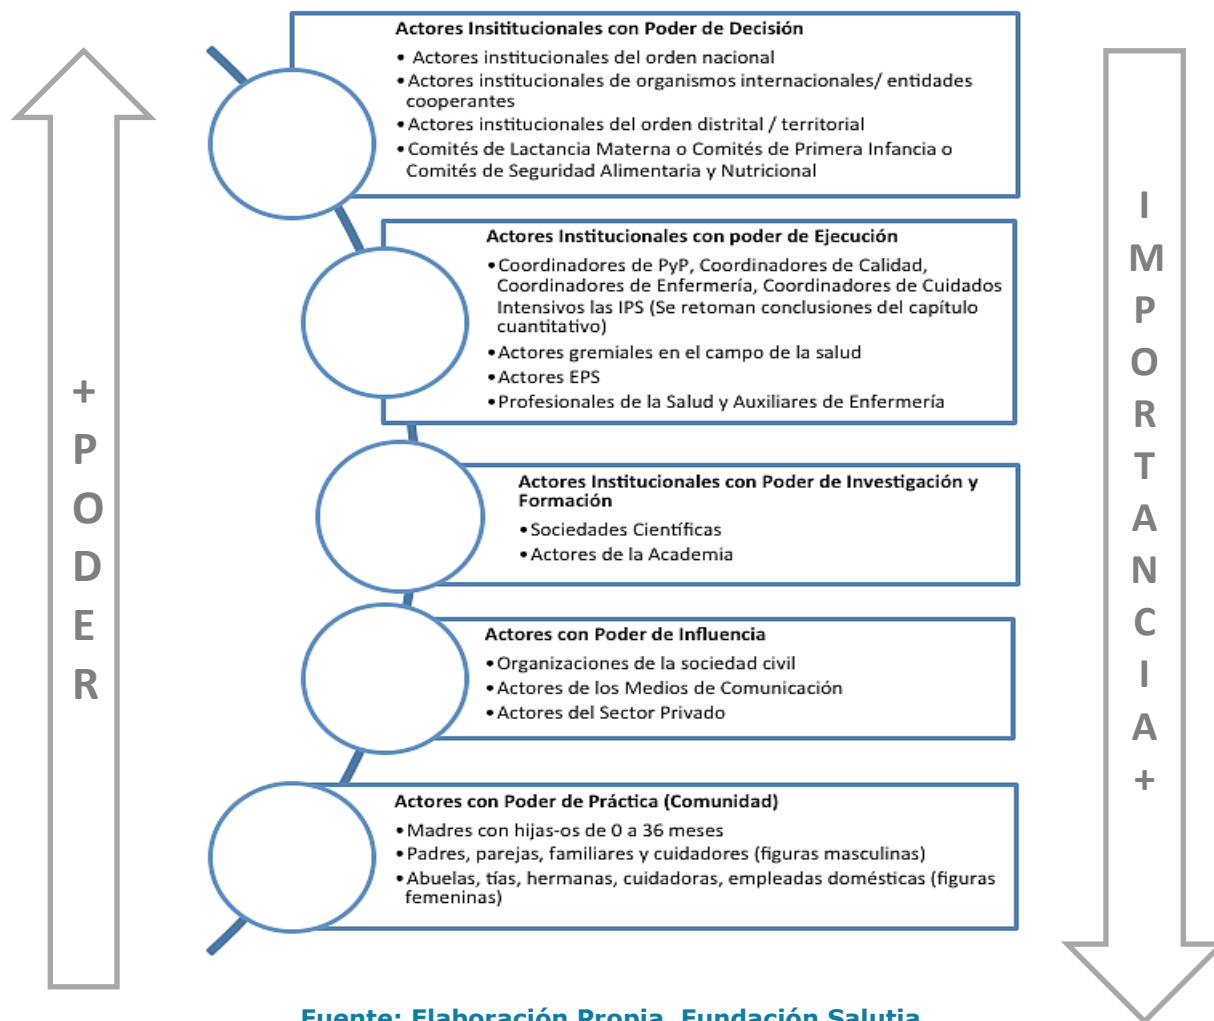 Actores Insititucionales con Poder de Decisión
• Actores institucionales del orden nacional
• Actores institucionales de organismos internacionales/ entidades
cooperantes
• Actores institucionales del orden distrital / territorial
• Comités de Lactancia Materna o Comités de Primera Infancia o
Comités de Seguridad Alimentaria y Nutricional
Actores Institucionales con poder de Ejecución
• Coordinadores de PyP, Coordinadores de Calidad,
Coordinadores de Enfermería, Coordinadores de Cuidados
Intensivos las IPS (Se retoman conclusiones del capítulo
cuantitativo)
• Actores gremiales en el campo de la salud
• Actores EPS
• Profesionales de la Salud y Auxiliares de Enfermería
Actores Institucionales con Poder de Investigación y
Formación
• Sociedades Científicas
• Actores de la Academia
Actores con Poder de Influencia
• Organizaciones de la sociedad civil
• Actores de los Medios de Comunicación
• Actores del Sector Privado
Actores con Poder de Práctica (Comunidad)
• Madres con hijas-os de 0 a 36 meses
• Padres, parejas, familiares y cuidadores (figuras masculinas)
• Abuelas, tías, hermanas, cuidadoras, empleadas domésticas (figuras
femeninas)
+ PODER
IMPORTANCIA +
Fuente: Elaboración Propia, Fundación Salutia